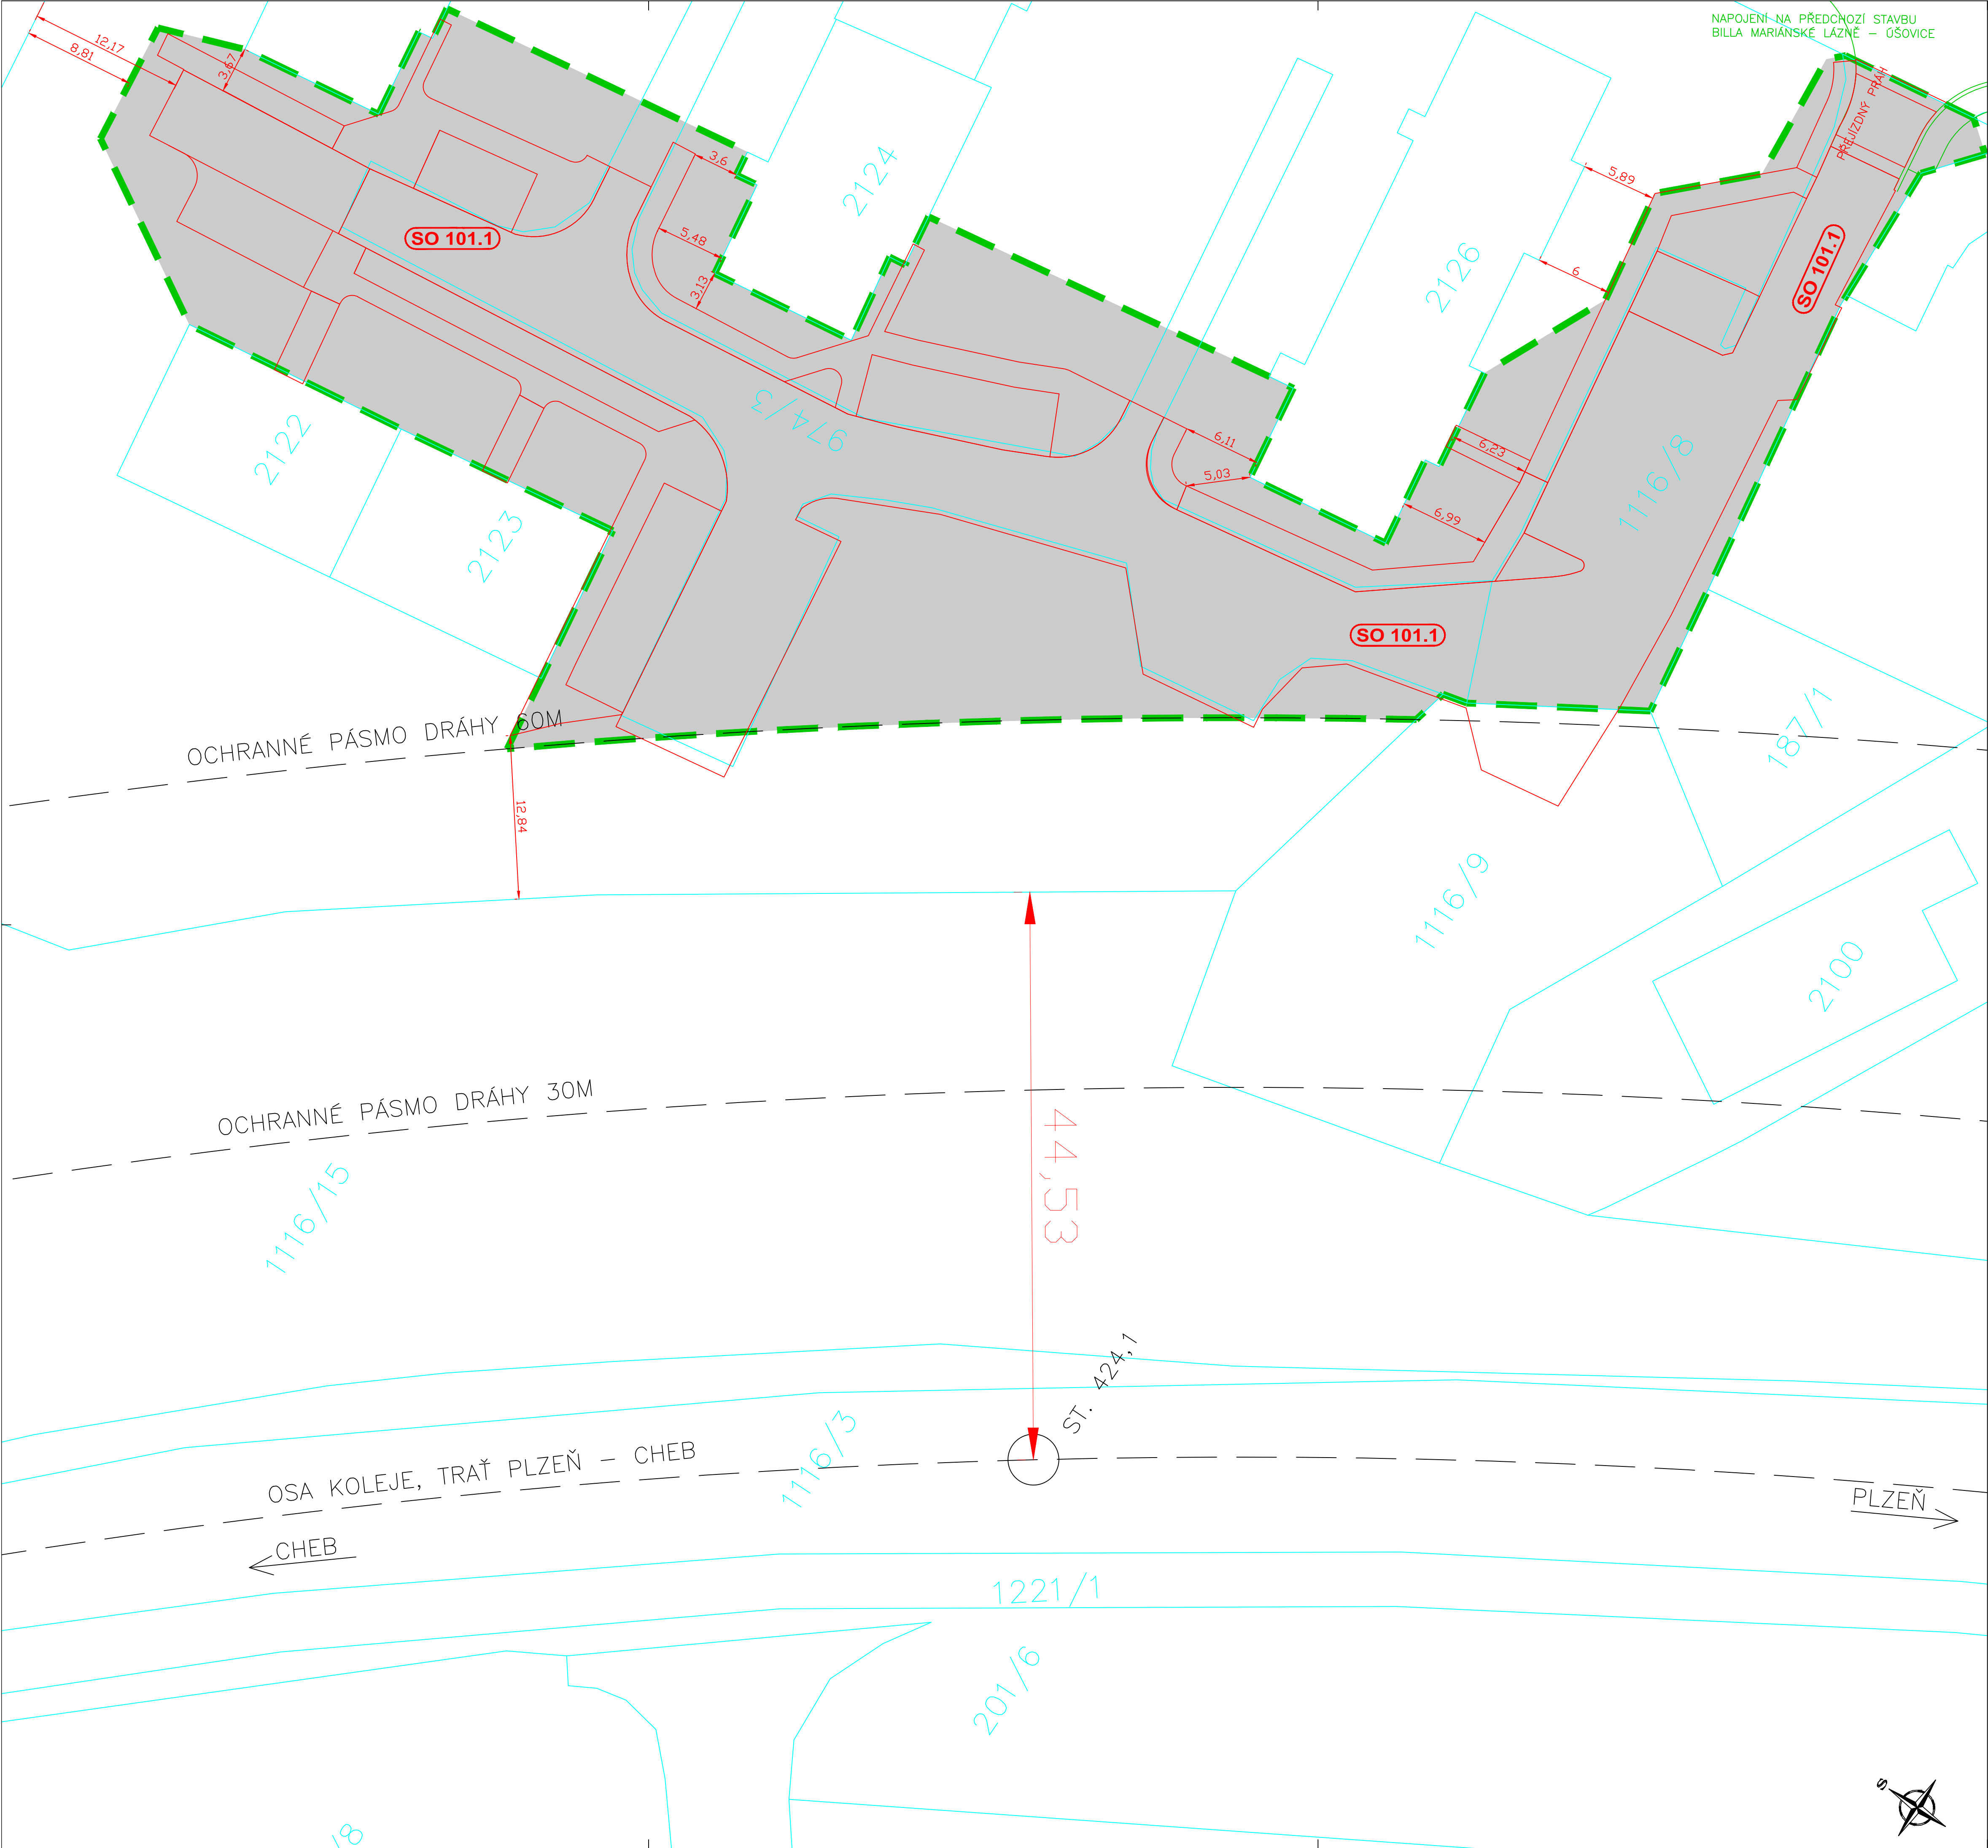 NAPOJENÍ NA PŘEDCHOZÍ STAVBU
BILLA MARIÁNSKÉ LÁZNĚ – ÚŠOVICE
12,17
8,81
3,67
3,6
2124
5,89
PŘEJÍZDNÝ PRÁH
SO 101.1
5,48
3,13
6
2126
SO 101.1
974/3
2122
6,11
5,03
6,23
6,99
1116/8
2123
SO 101.1
187/1
OCHRANNÉ PÁSMO DRÁHY 60M
12,84
1116/9
2100
OCHRANNÉ PÁSMO DRÁHY 30M
44,53
1116/15
ST. 424,1
1116/3
OSA KOLEJE, TRAŤ PLZEŇ – CHEB
PLZEŇ
CHEB
1221/1
201/6
S
/8